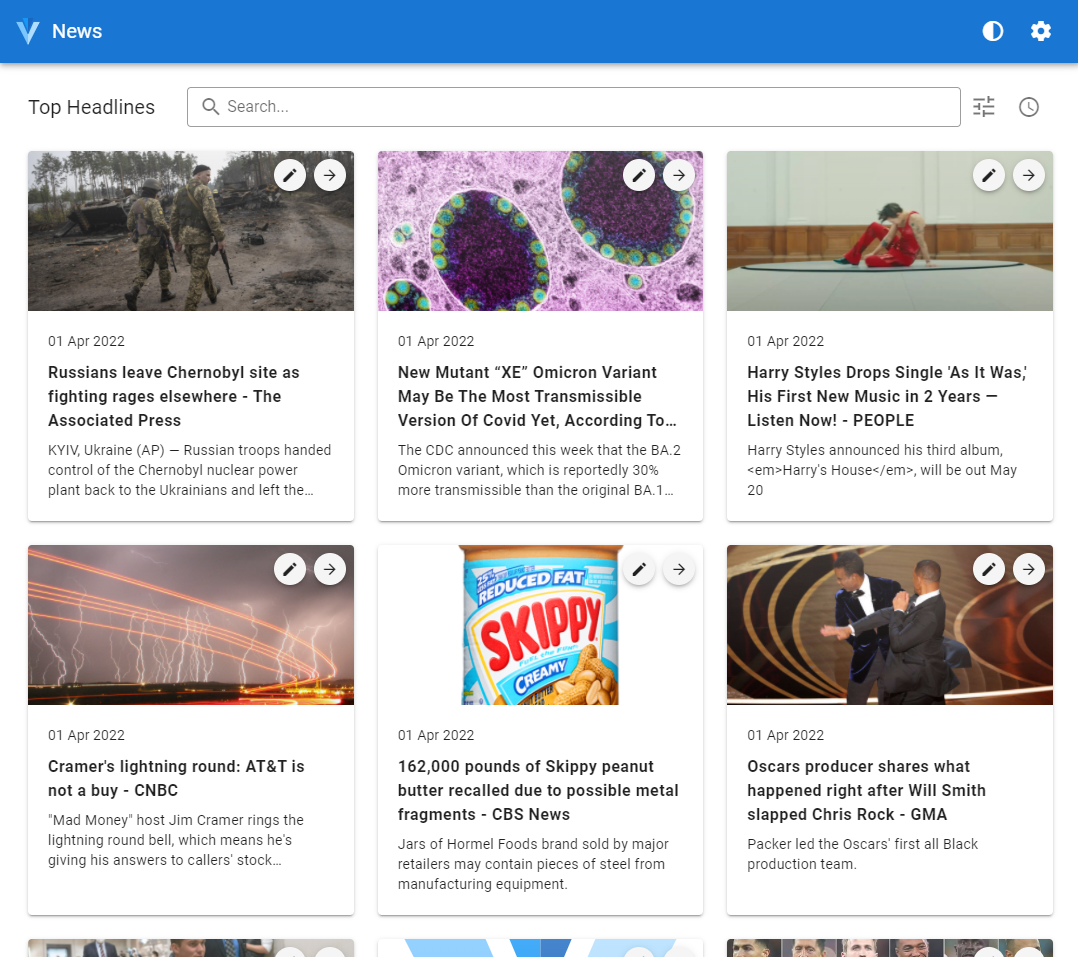 News
Top Headlines
Search...
01 Apr 2022
Russians leave Chernobyl site as
fighting rages elsewhere - The
Associated Press
KYIV, Ukraine (AP) — Russian troops handed
control of the Chernobyl nuclear power
plant back to the Ukrainians and left the…
01 Apr 2022
New Mutant “XE” Omicron Variant
May Be The Most Transmissible
Version Of Covid Yet, According To…
The CDC announced this week that the BA.2
Omicron variant, which is reportedly 30%
more transmissible than the original BA.1…
01 Apr 2022
Harry Styles Drops Single 'As It Was,'
His First New Music in 2 Years —
Listen Now! - PEOPLE
Harry Styles announced his third album,
<em>Harry's House</em>, will be out May
20
01 Apr 2022
Cramer's lightning round: AT&T is
not a buy - CNBC
"Mad Money" host Jim Cramer rings the
lightning round bell, which means he's
giving his answers to callers' stock…
25%
REDUCED FAT
SKIPPY
FUEL the FUN!
CREAMY
01 Apr 2022
162,000 pounds of Skippy peanut
butter recalled due to possible metal
fragments - CBS News
Jars of Hormel Foods brand sold by major
retailers may contain pieces of steel from
manufacturing equipment.
01 Apr 2022
Oscars producer shares what
happened right after Will Smith
slapped Chris Rock - GMA
Packer led the Oscars' first all Black
production team.